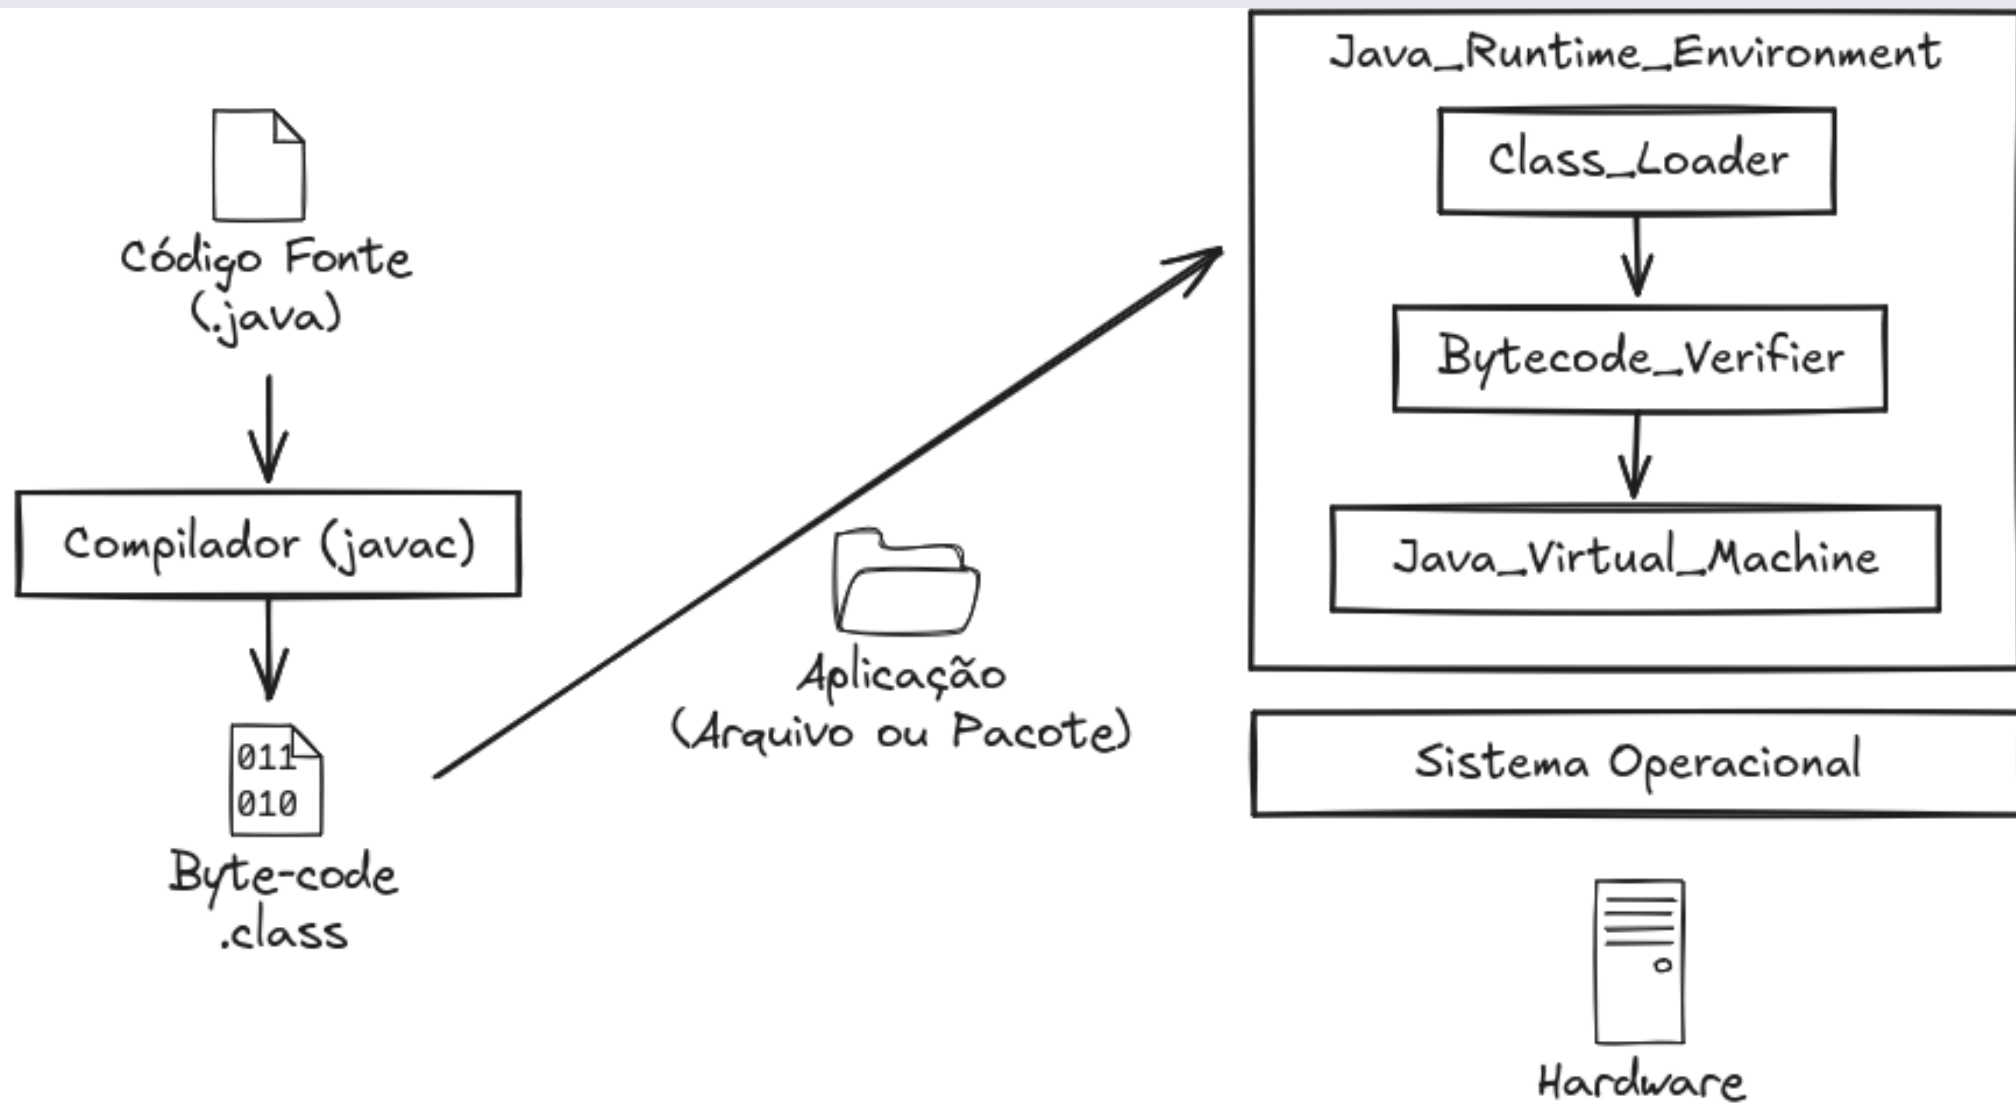 Código Fonte
(.java)
Compilador (javac)
011
010
Byte-code
.class
Aplicação
(Arquivo ou Pacote)
Java_Runtime_Environment
Class_Loader
Bytecode_Verifier
Java_Virtual_Machine
Sistema Operacional
Hardware